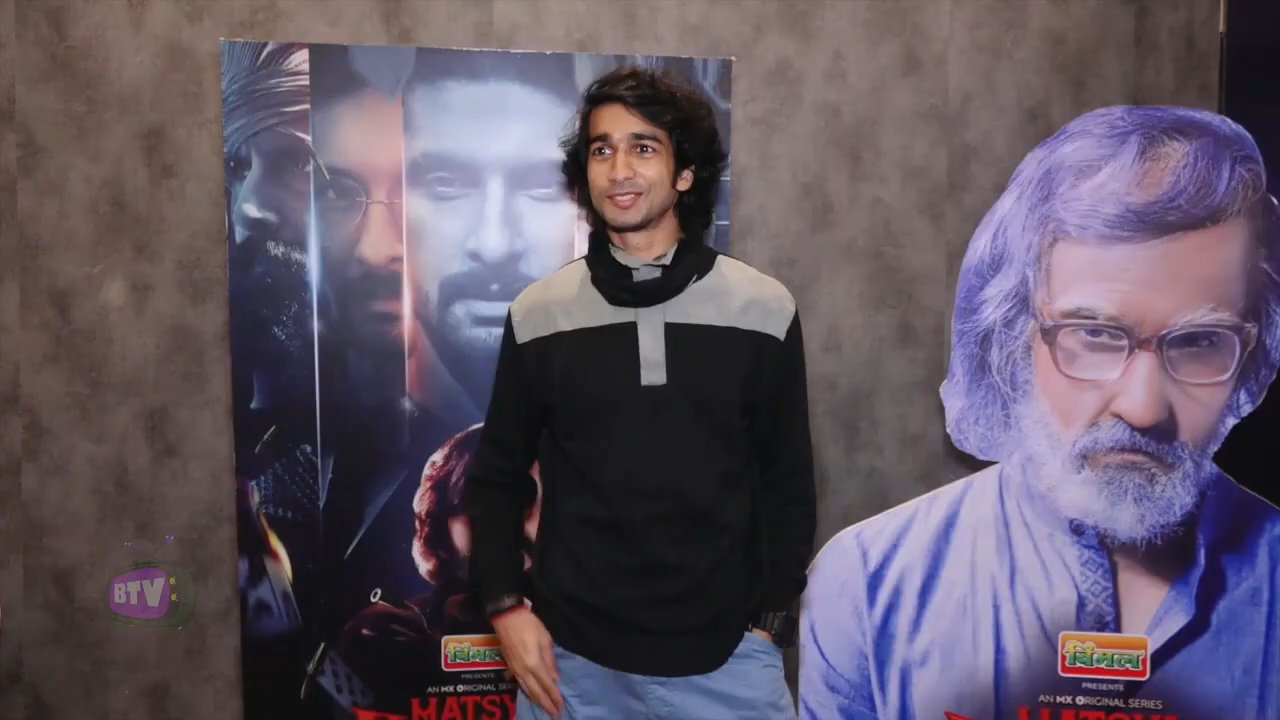 BTV
विमल
PRESENTS
AN MX ORIGINAL SERIES
MATSY
विमल
PRESENTS
AN MX ORIGINAL SERIES